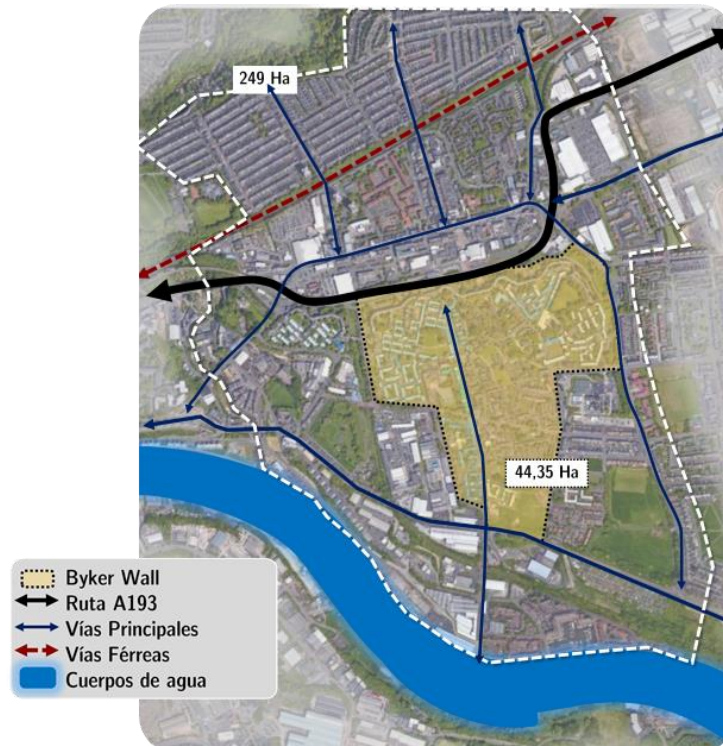 249 Ha
44,35 Ha
Byker Wall
Ruta A193
Vías Principales
Vías Férreas
Cuerpos de agua